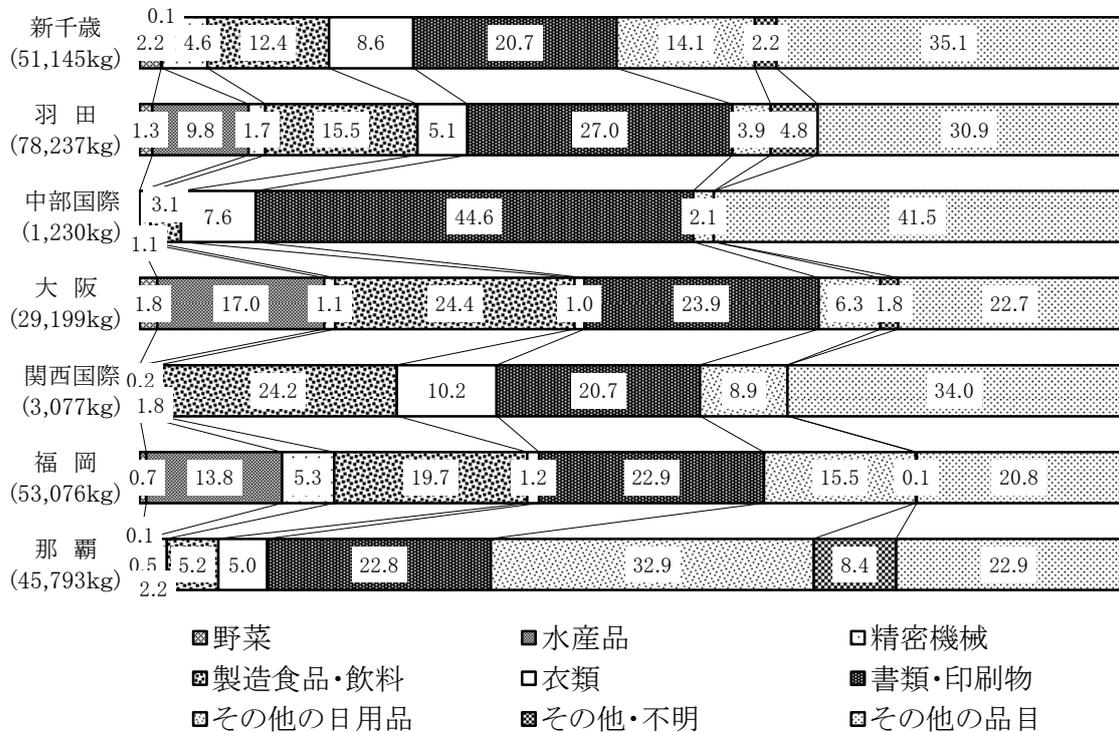 0.1
新千歳
(51,145kg)
2.2 4.6 12.4 8.6 20.7 14.1 2.2 35.1
羽 田
(78,237kg)
1.3 9.8 1.7 15.5 5.1 27.0 3.9 4.8 30.9
中部国際
(1,230kg)
3.1 7.6 44.6 2.1 41.5
1.1
大 阪
(29,199kg)
1.8 17.0 1.1 24.4 1.0 23.9 6.3 1.8 22.7
関西国際
(3,077kg)
0.2 24.2 10.2 20.7 8.9 34.0
1.8
福 岡
(53,076kg)
0.7 13.8 5.3 19.7 1.2 22.9 15.5 0.1 20.8
0.1
那 覇
(45,793kg)
0.5 5.2 5.0 22.8 32.9 8.4 22.9
2.2
野菜 水産品 精密機械
製造食品・飲料 衣類 書類・印刷物
その他の日用品 その他・不明 その他の品目